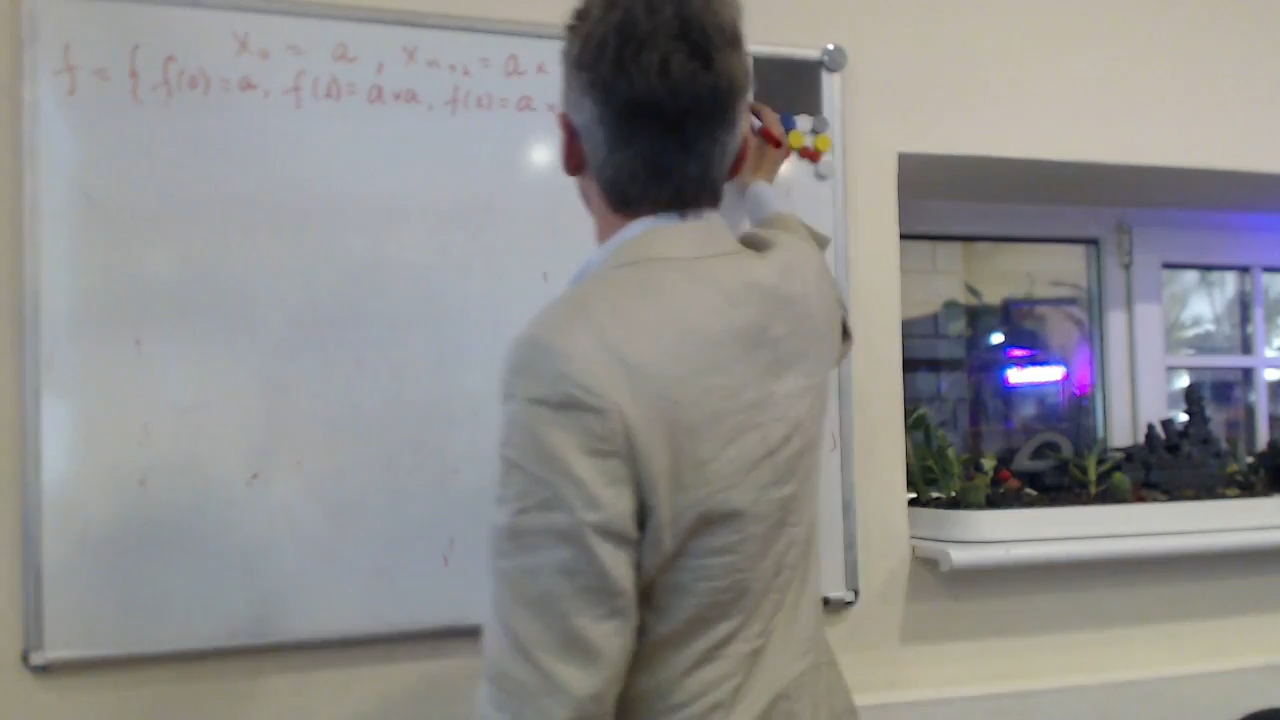 x₀ = a, xₙ₊₁ = a ×
f = { f(0) = a, f(1) = a × a, f(2) = a ×